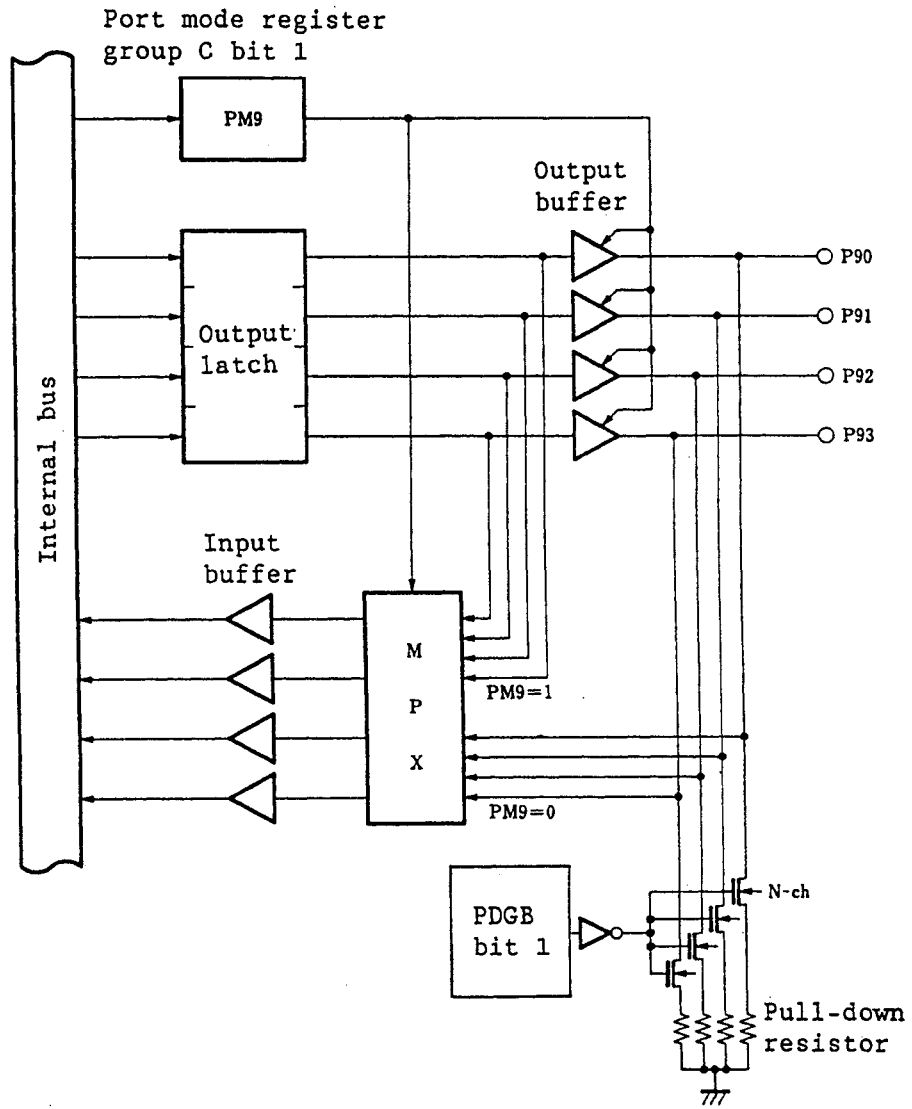 Port mode register
group C bit 1
PM9
Output
buffer
P90
P91
P92
P93
Output
latch
Internal bus
Input
buffer
M
P
X
PM9=1
PM9=0
PDGB
bit 1
N-ch
Pull-down
resistor